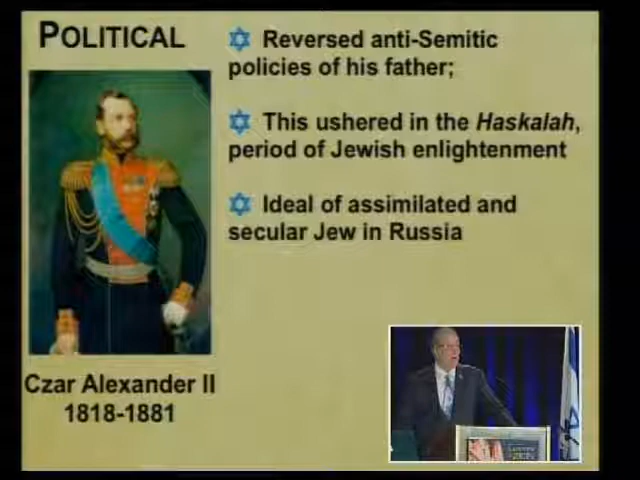 POLITICAL
Reversed anti-Semitic
policies of his father;
This ushered in the Haskalah,
period of Jewish enlightenment
Ideal of assimilated and
secular Jew in Russia
Czar Alexander II
1818-1881